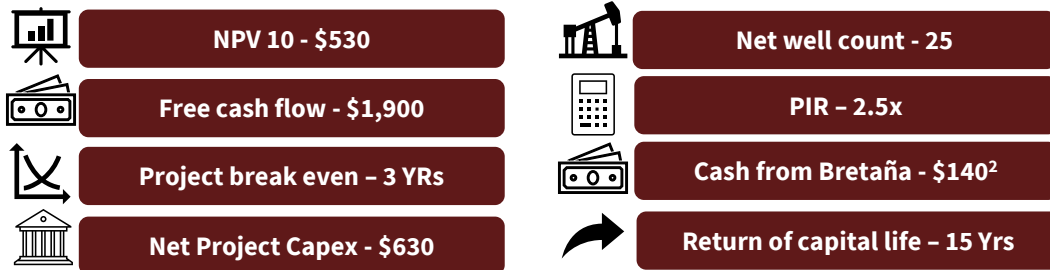 NPV 10 - $530
Free cash flow - $1,900
Project break even – 3 YRs
Net Project Capex - $630
Net well count - 25
PIR – 2.5x
Cash from Bretaña - $140²
Return of capital life – 15 Yrs